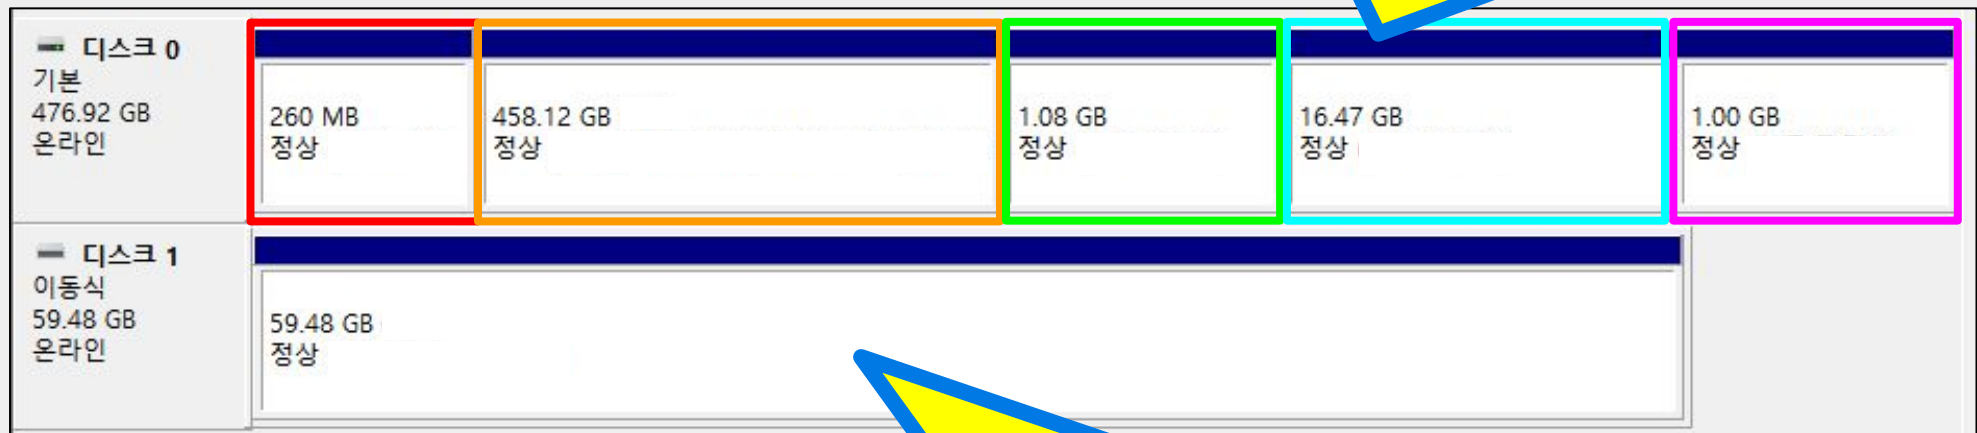 디스크 0
기본
476.92 GB
온라인
260 MB
정상
458.12 GB
정상
1.08 GB
정상
16.47 GB
정상
1.00 GB
정상
디스크 1
이동식
59.48 GB
온라인
59.48 GB
정상